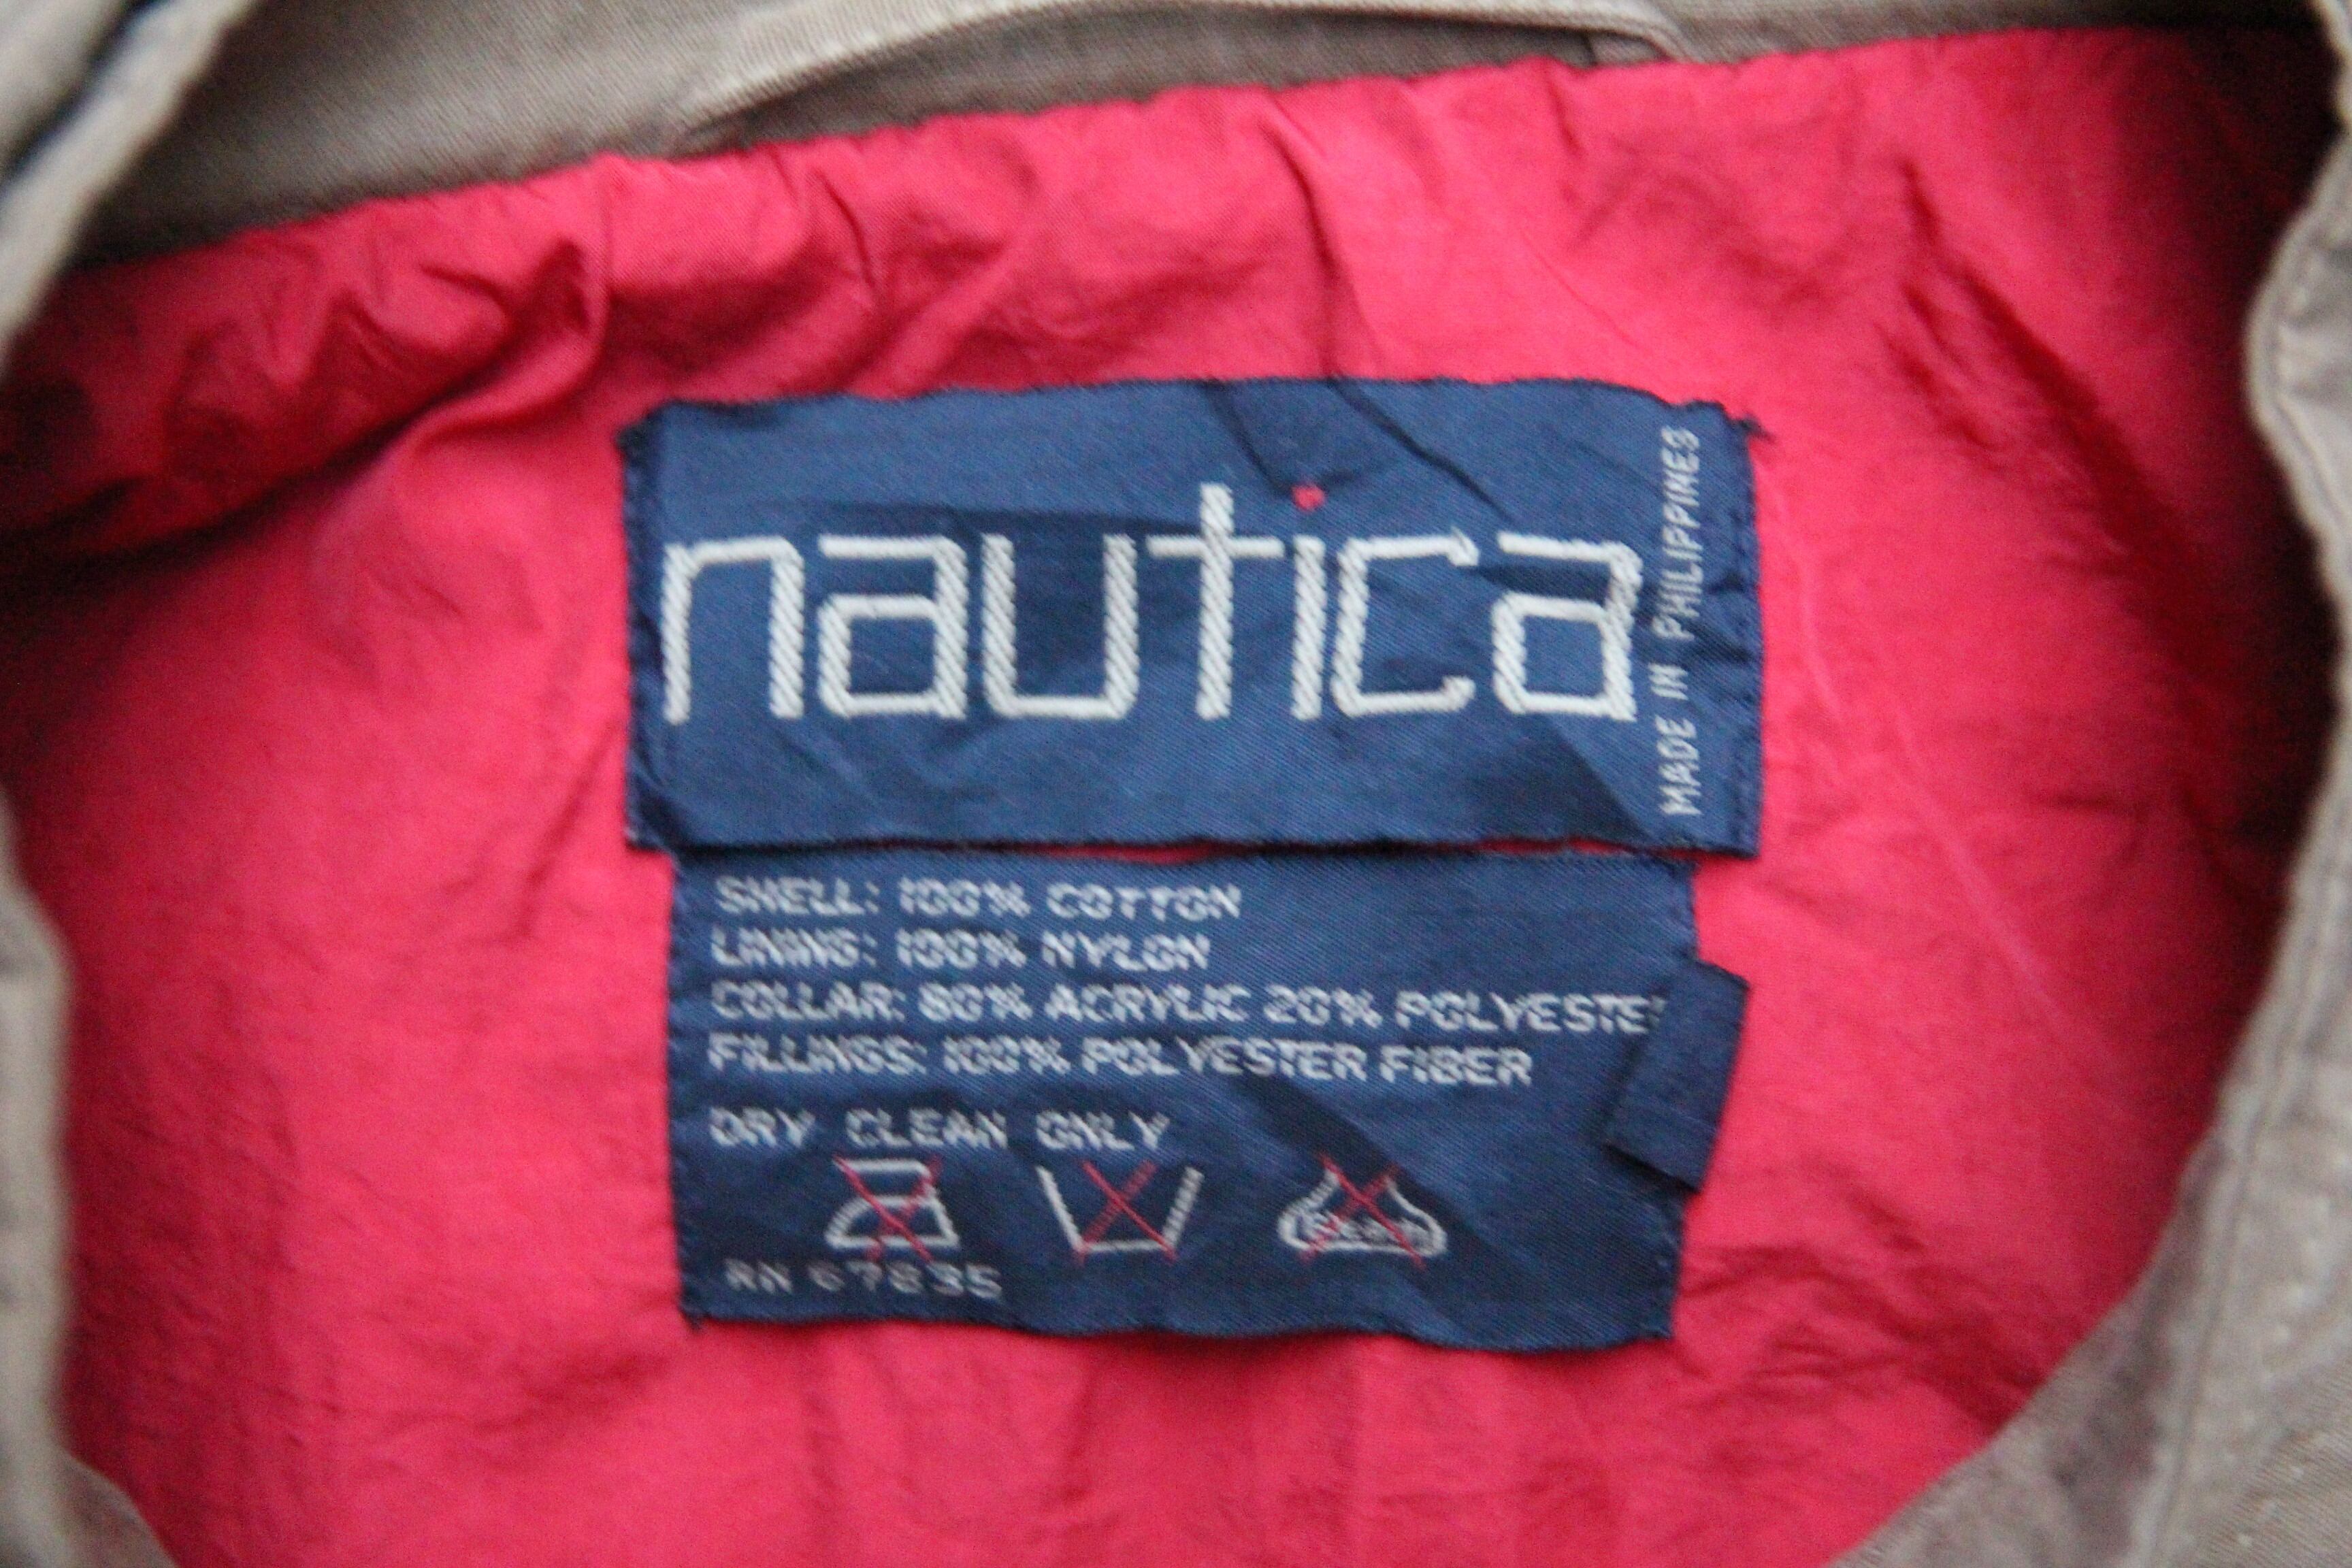 nautica
MADE IN PHILIPPINES
SHELL: 100% COTTON
LINING: 100% NYLON
COLLAR: 80% ACRYLIC 20% POLYESTE
FILLINGS: 100% POLYESTER FIBER
DRY CLEAN ONLY
RN 67835